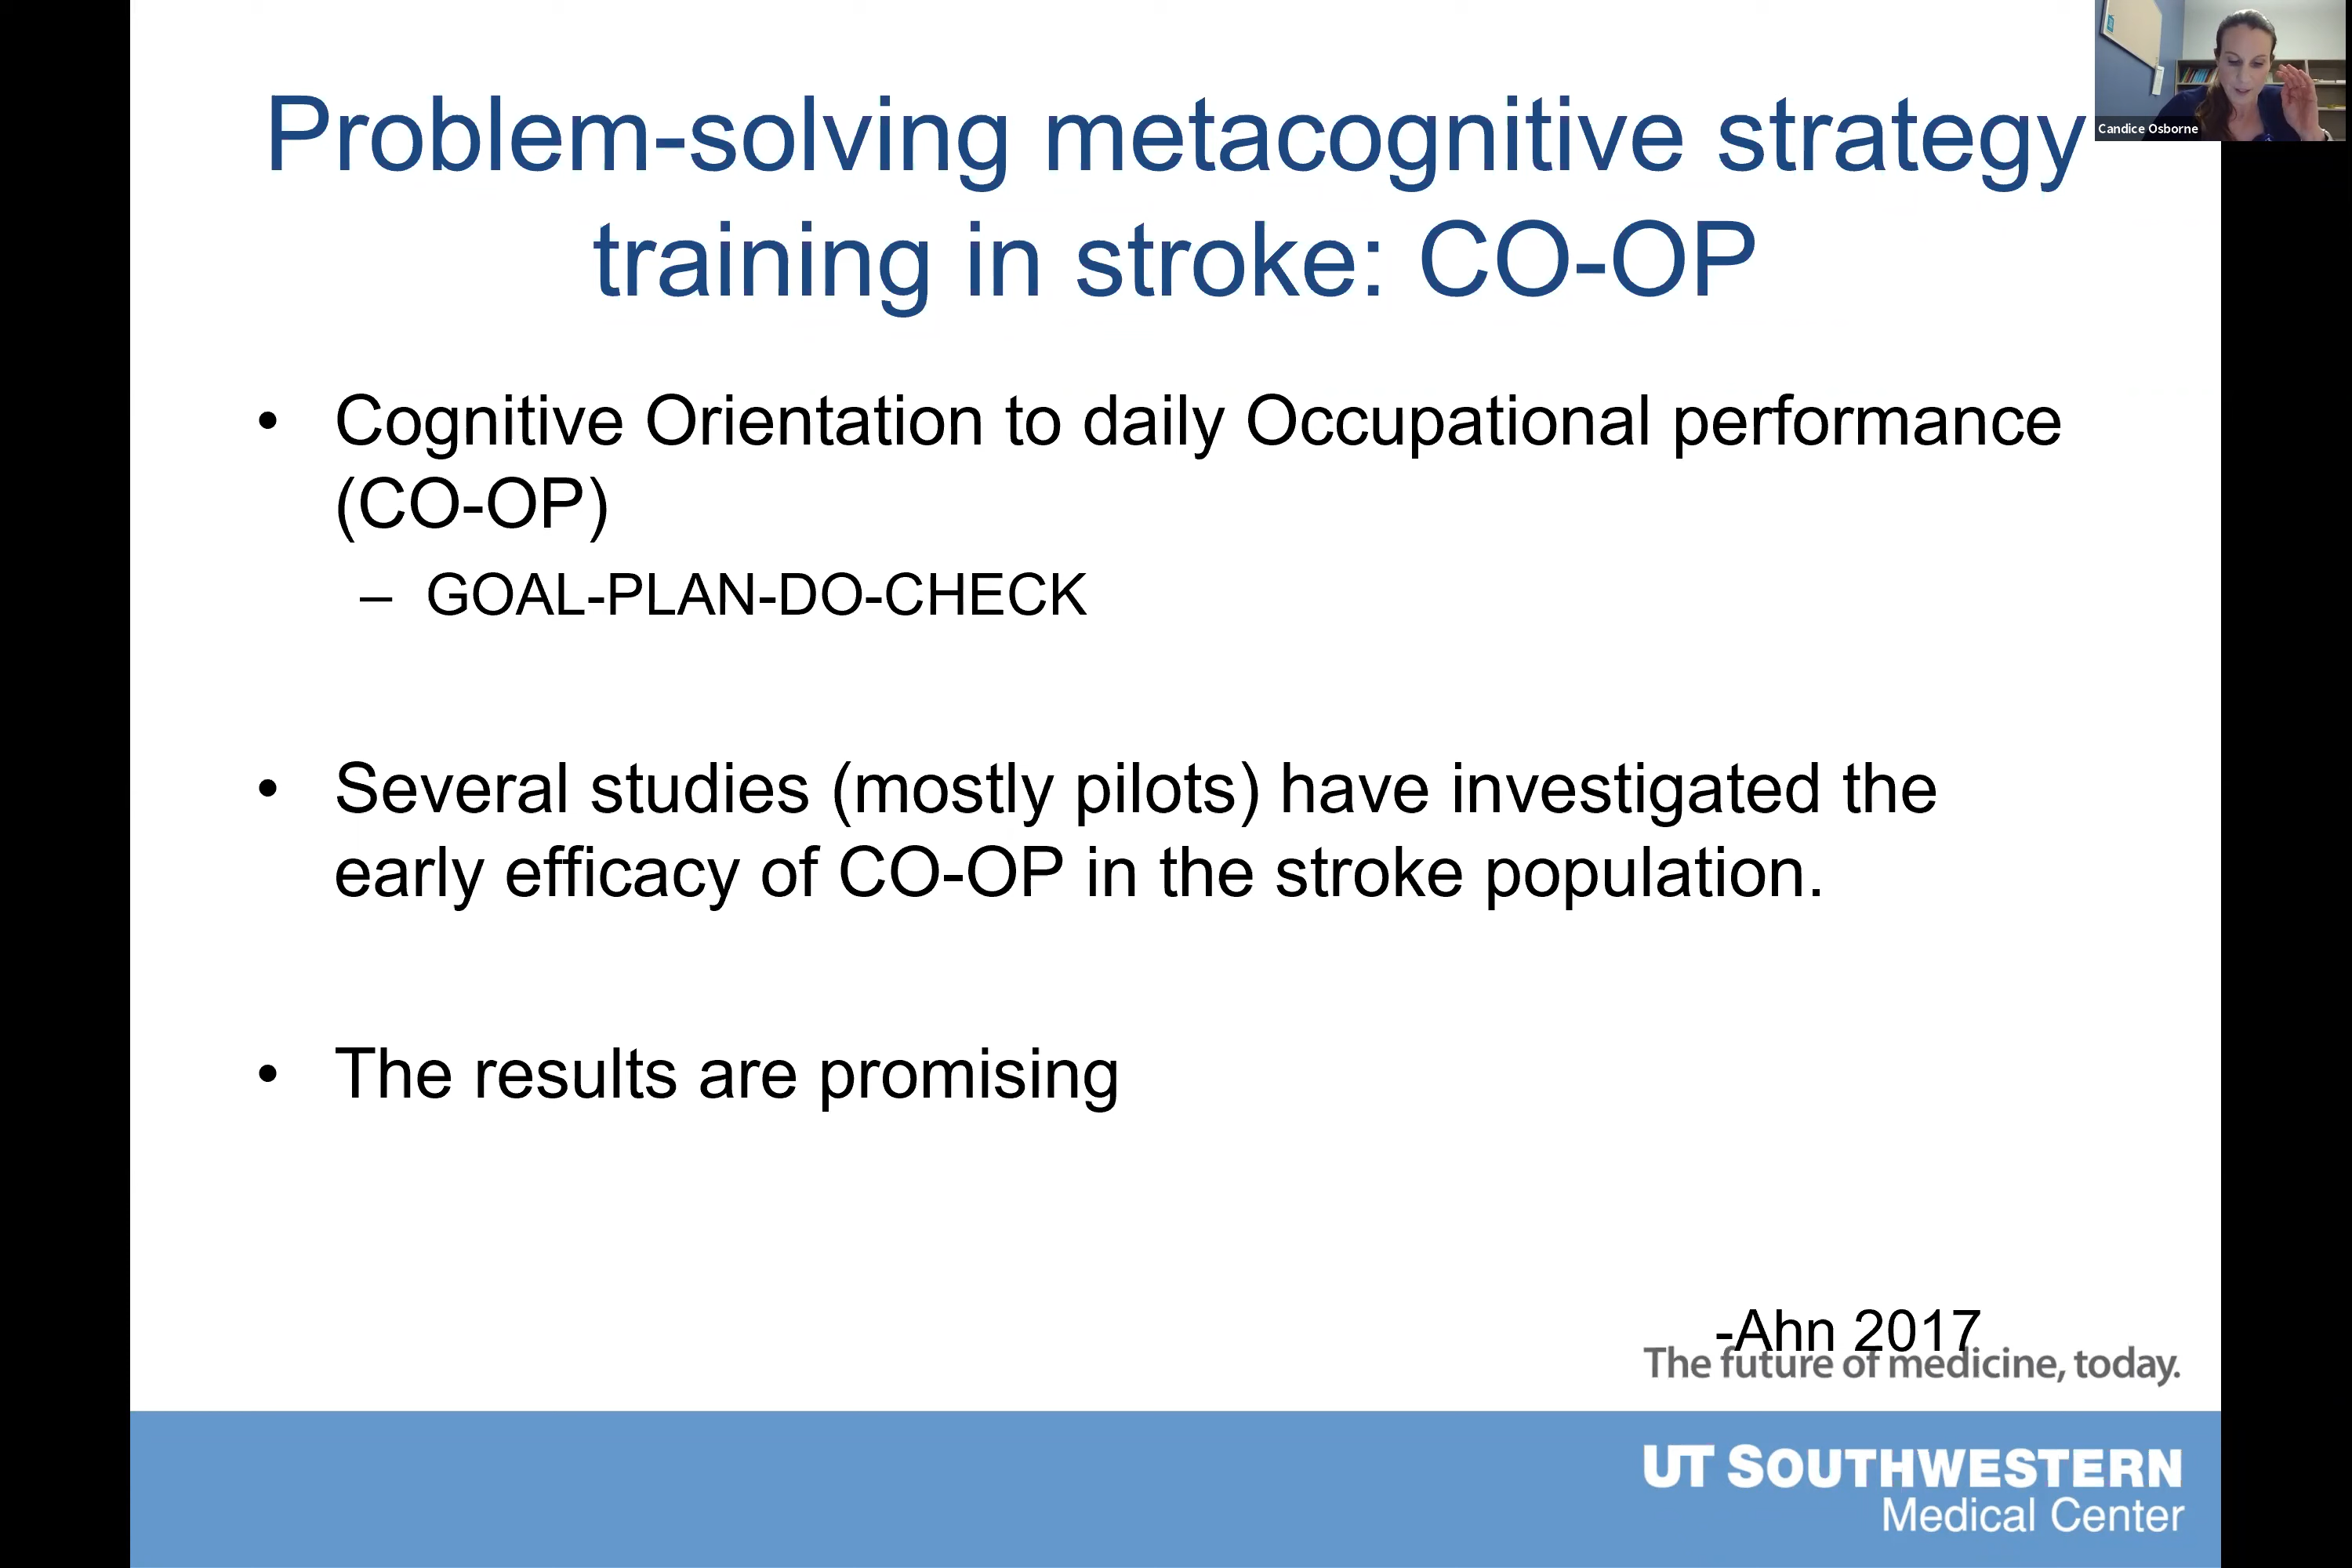 Problem-solving metacognitive strategy
training in stroke: CO-OP
Candice Osborne
• Cognitive Orientation to daily Occupational performance
(CO-OP)
– GOAL-PLAN-DO-CHECK
• Several studies (mostly pilots) have investigated the
early efficacy of CO-OP in the stroke population.
• The results are promising
-Ahn 2017
The future of medicine, today.
UT SOUTHWESTERN
Medical Center